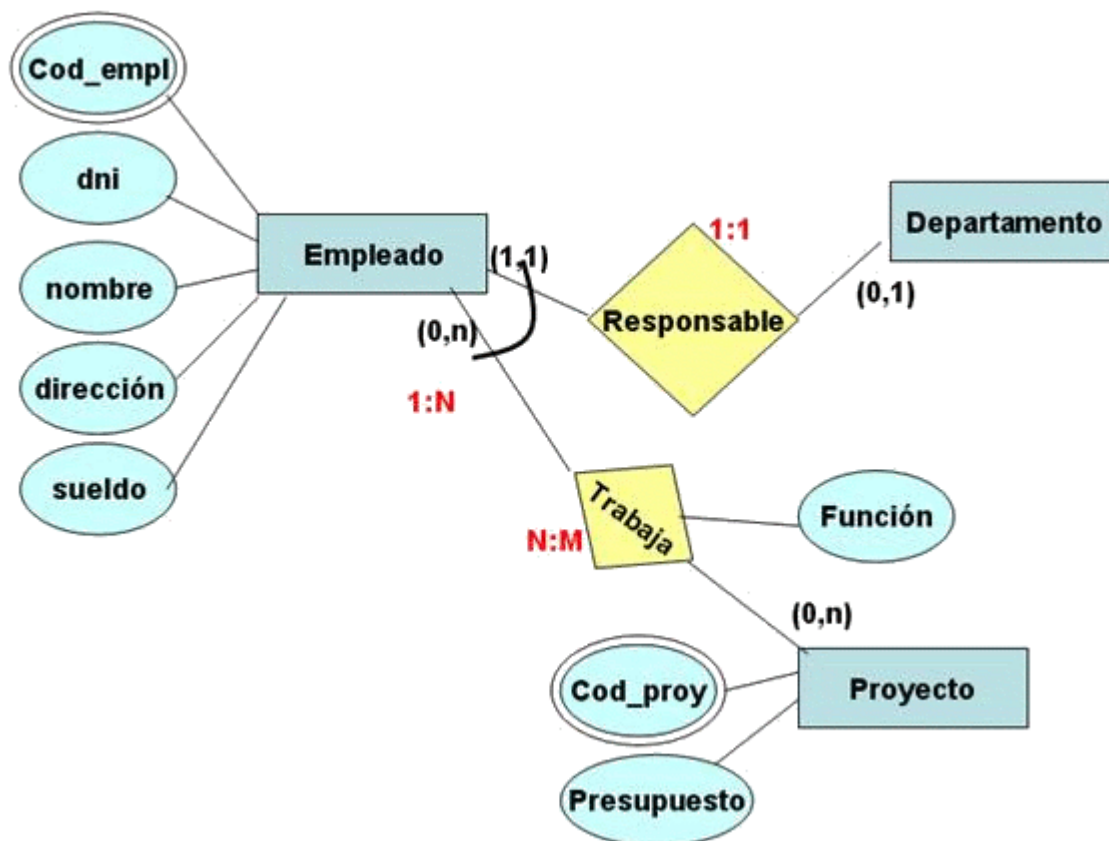 Cod_empl
dni
nombre
dirección
sueldo
Empleado
(1,1)
(0,n)
1:N
1:1
Responsable
Departamento
(0,1)
Trabaja
N:M
Función
(0,n)
Proyecto
Cod_proy
Presupuesto